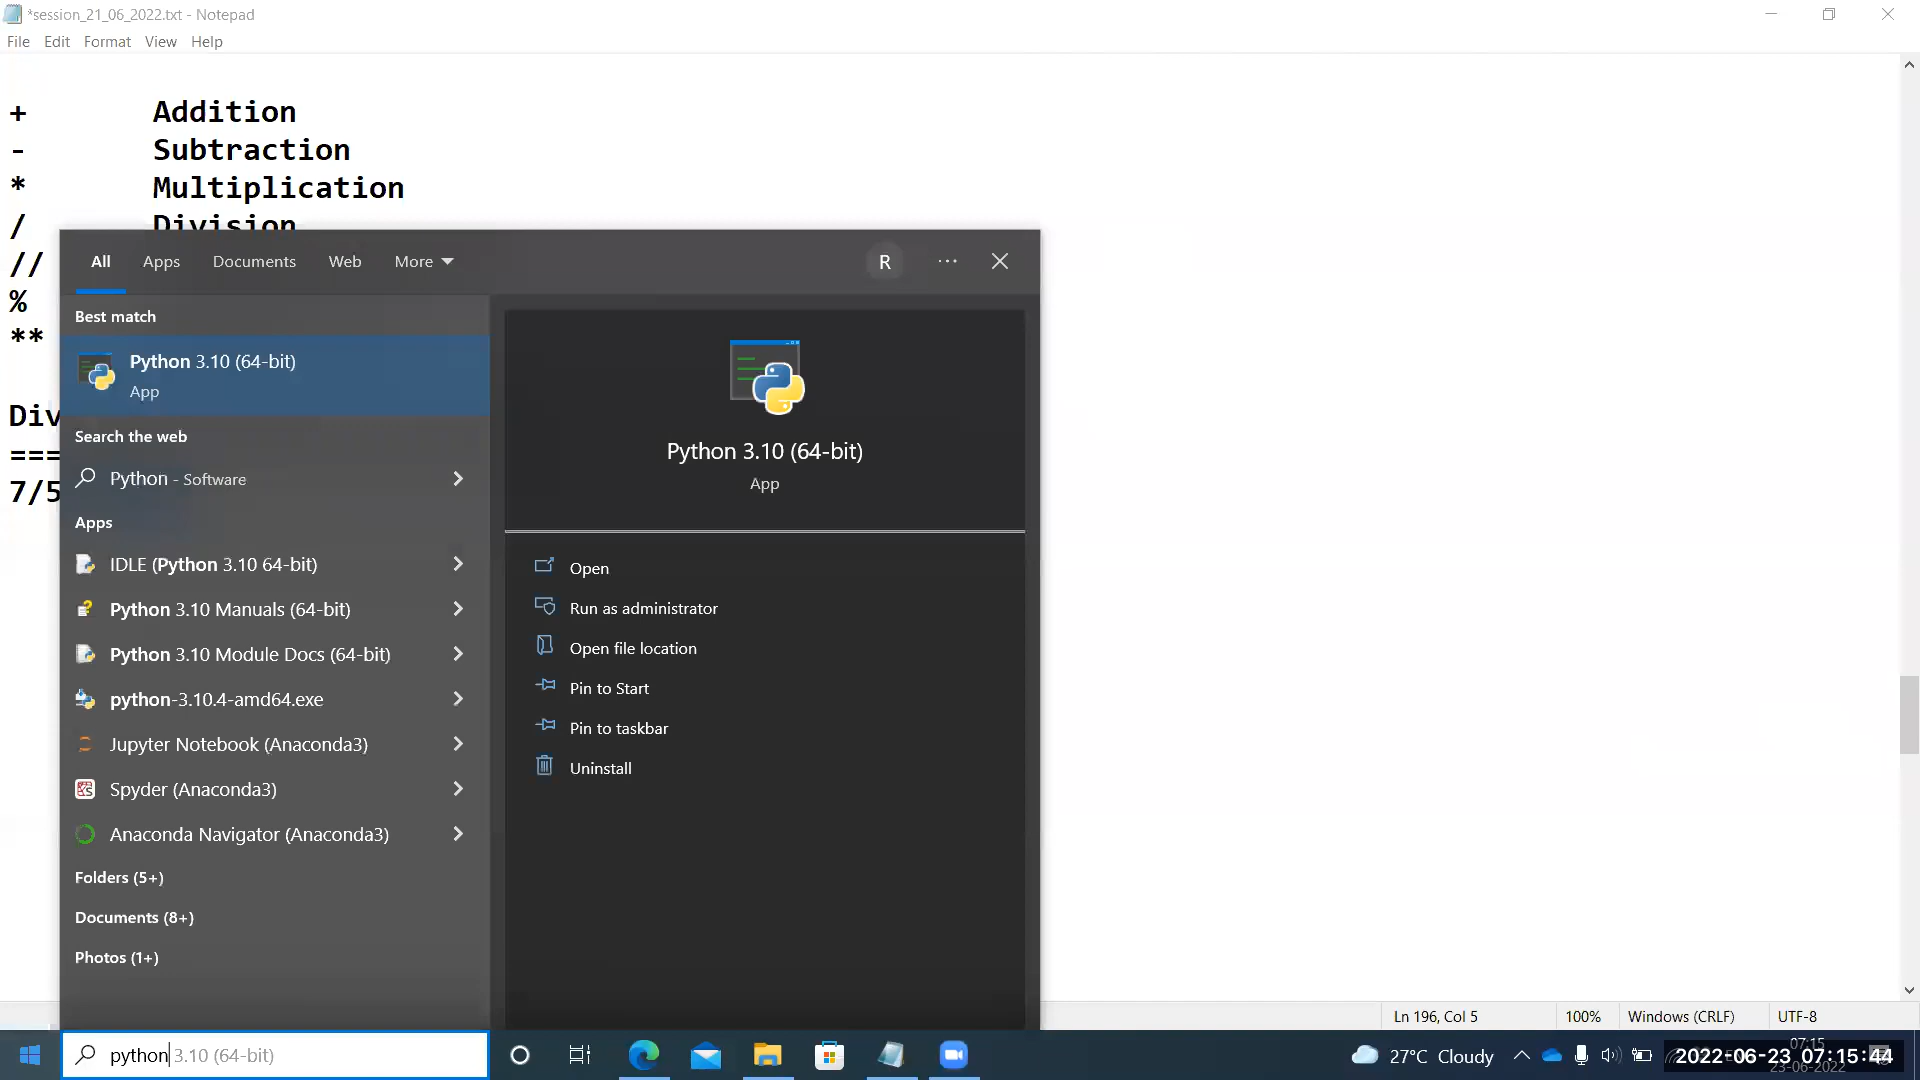 *session_21_06_2022.txt - Notepad
File Edit Format View Help
+ Addition
- Subtraction
* Multiplication
/ Division
//
%
**
Div
===
7/5
All Apps Documents Web More R ...
Best match
Python 3.10 (64-bit)
App
Search the web
Python - Software
Apps
IDLE (Python 3.10 64-bit)
Python 3.10 Manuals (64-bit)
Python 3.10 Module Docs (64-bit)
python-3.10.4-amd64.exe
Jupyter Notebook (Anaconda3)
Spyder (Anaconda3)
Anaconda Navigator (Anaconda3)
Folders (5+)
Documents (8+)
Photos (1+)
Python 3.10 (64-bit)
App
Open
Run as administrator
Open file location
Pin to Start
Pin to taskbar
Uninstall
Ln 196, Col 5 100% Windows (CRLF) UTF-8
python 3.10 (64-bit)
27°C Cloudy
07:15
2022-06-23 07:15:44
23-06-2022